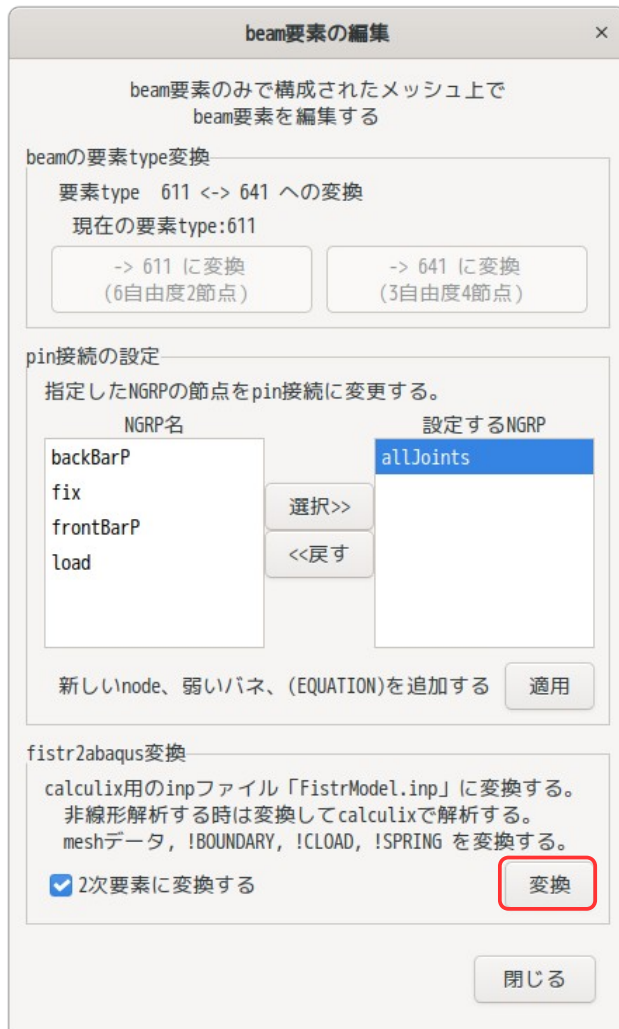 beam要素の編集
×
beam要素のみで構成されたメッシュ上で
beam要素を編集する
beamの要素type変換
要素type 611 <-> 641 への変換
現在の要素type:611
-> 611 に変換
(6自由度2節点)
-> 641 に変換
(3自由度4節点)
pin接続の設定
指定したNGRPの節点をpin接続に変更する。
NGRP名
設定するNGRP
backBarP
fix
frontBarP
load
選択>>
<<戻す
allJoints
新しいnode、弱いバネ、(EQUATION)を追加する
適用
fistr2abaqus変換
calculix用のinpファイル「FistrModel.inp」に変換する。
非線形解析する時は変換してcalculixで解析する。
meshデータ, !BOUNDARY, !CLOAD, !SPRING を変換する。
2次要素に変換する
変換
閉じる